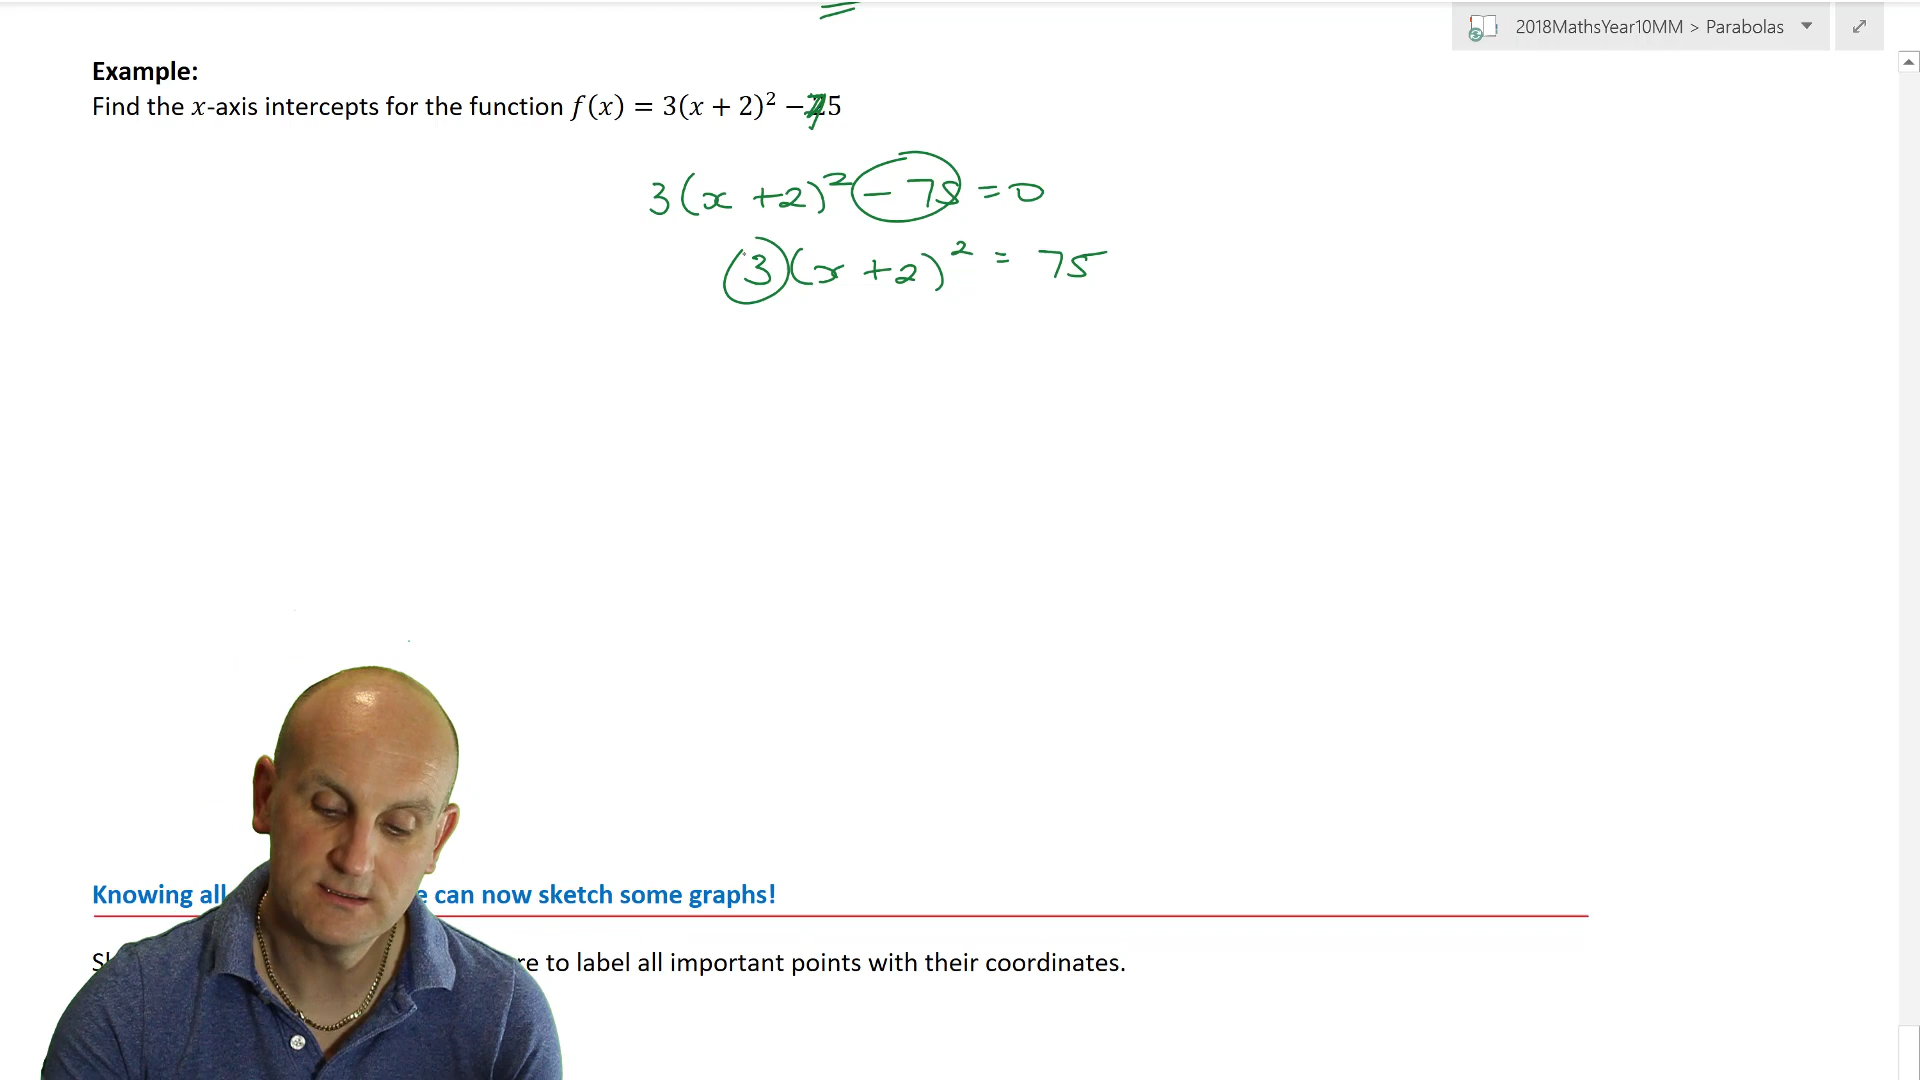 2018MathsYear10MM > Parabolas
Example:
Find the x-axis intercepts for the function f(x) = 3(x + 2)² −75
3(x +2)² − 75 = 0
3(x +2)² = 75
Knowing all can now sketch some graphs!
to label all important points with their coordinates.